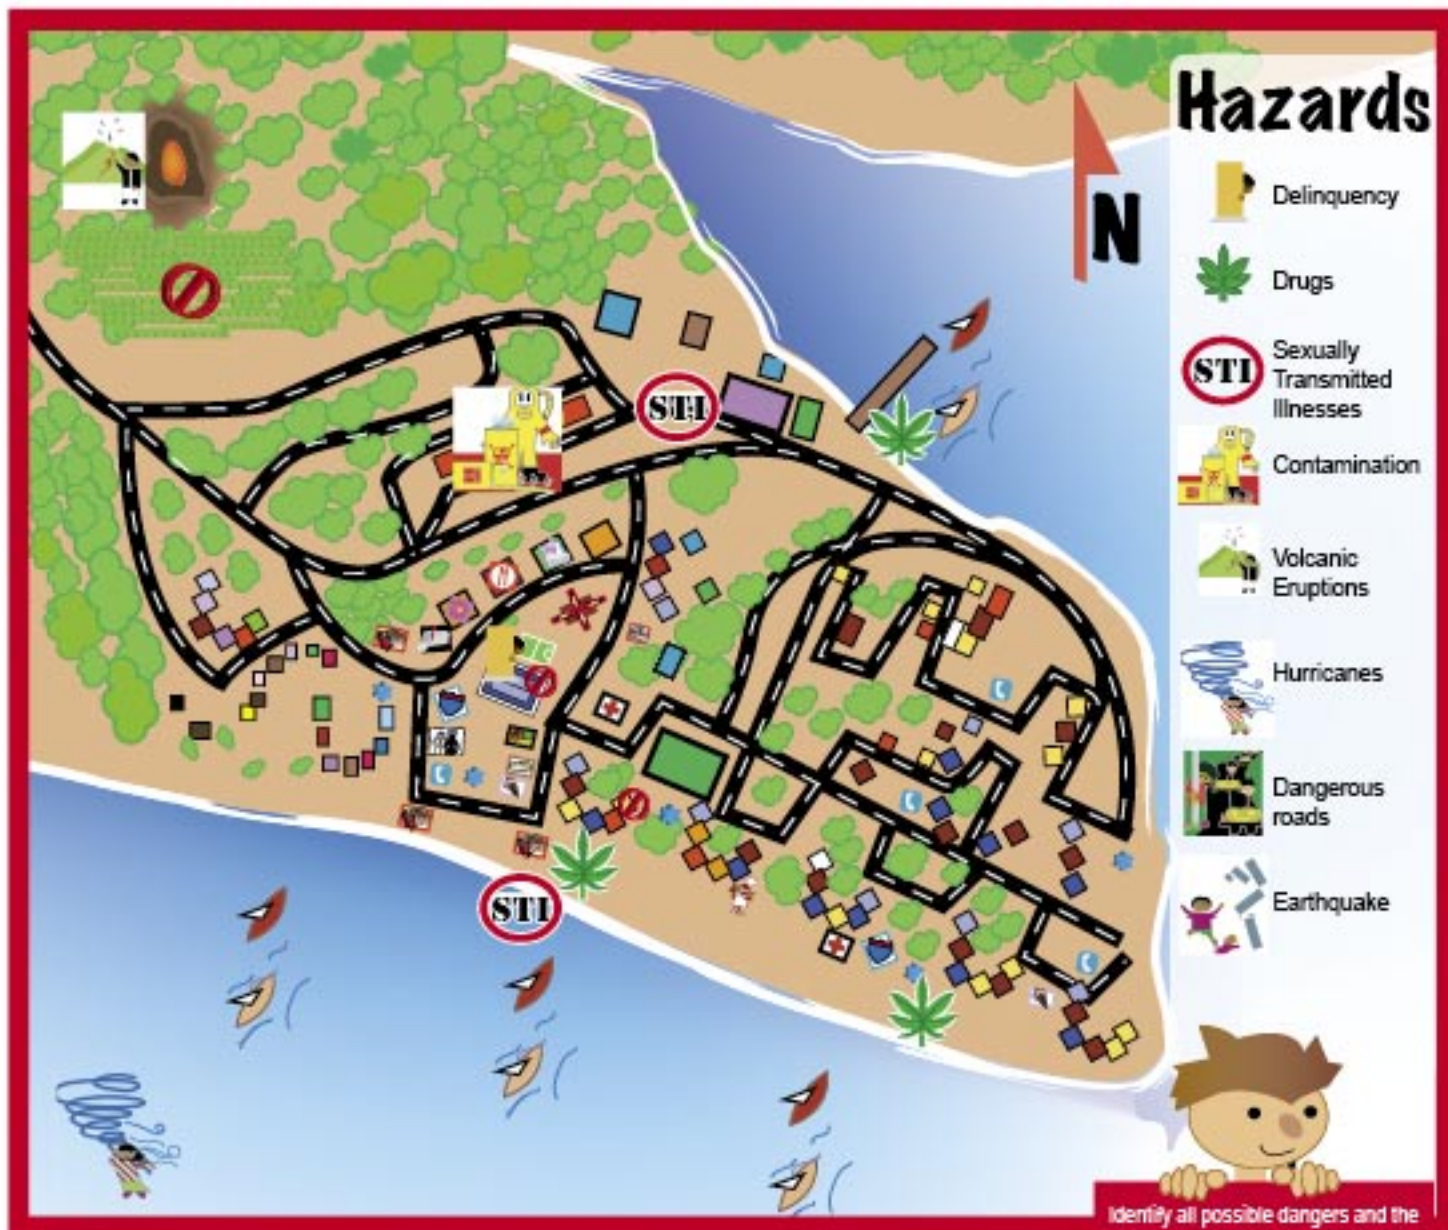 Hazards
N
Delinquency
Drugs
STI
Sexually
Transmitted
Illnesses
Contamination
Volcanic
Eruptions
Hurricanes
Dangerous
roads
Earthquake
STI
STI
Identify all possible dangers and the